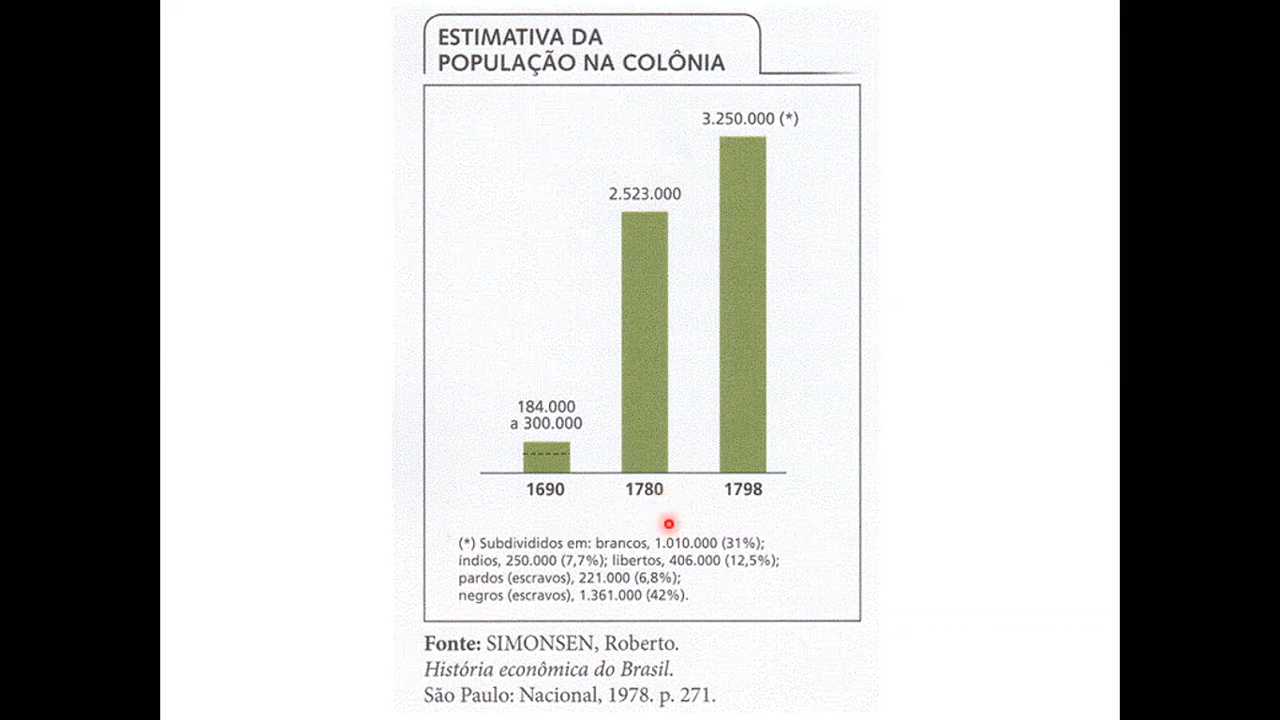 ESTIMATIVA DA
POPULAÇÃO NA COLÔNIA
3.250.000 (*)
2.523.000
184.000
a 300.000
1690 1780 1798
(*) Subdivididos em: brancos, 1.010.000 (31%);
índios, 250.000 (7,7%); libertos, 406.000 (12,5%);
pardos (escravos), 221.000 (6,8%);
negros (escravos), 1.361.000 (42%).
Fonte: SIMONSEN, Roberto.
História econômica do Brasil.
São Paulo: Nacional, 1978. p. 271.